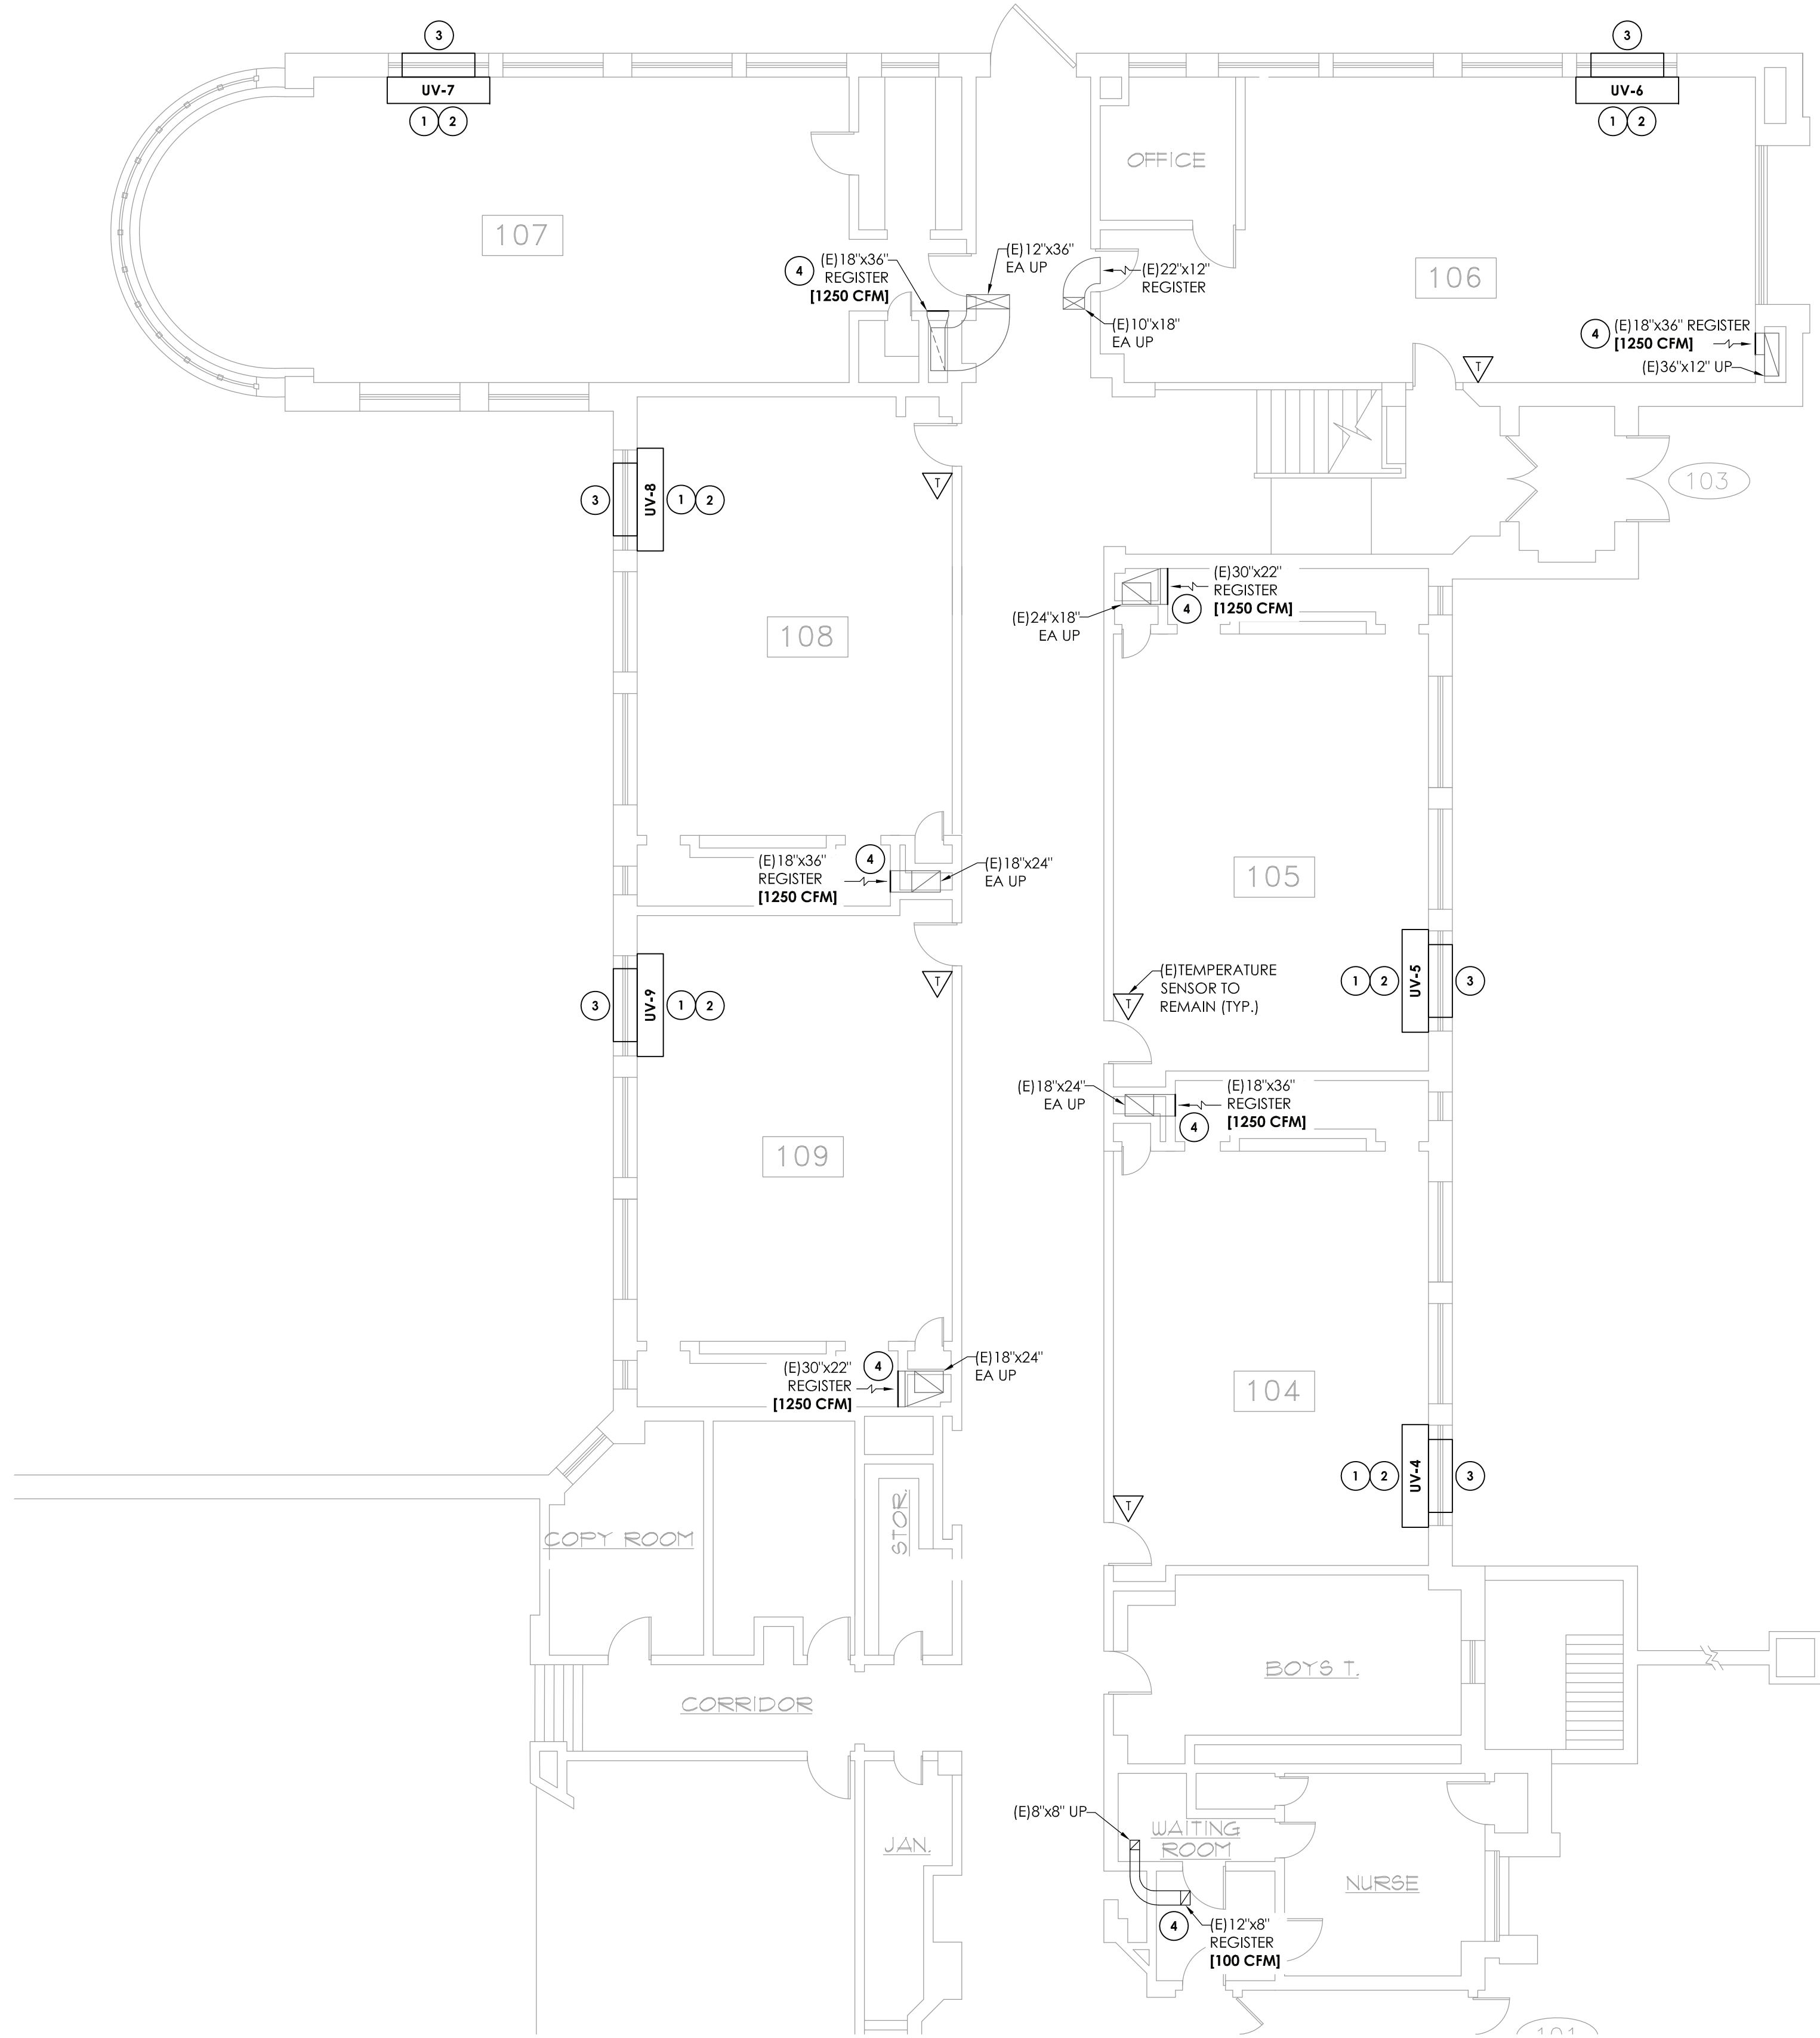 3
UV-7
1 2
3
UV-6
1 2
OFFICE
107
(E)12"x36"
EA UP
4
(E)18"x36"
REGISTER
[1250 CFM]
(E)22"x12"
REGISTER
(E)10"x18"
EA UP
106
4
(E)18"x36" REGISTER
[1250 CFM]
(E)36"x12" UP
T
3
UV-8
1 2
T
103
108
(E)30"x22"
REGISTER
[1250 CFM]
4
(E)24"x18"
EA UP
(E)18"x36"
REGISTER
[1250 CFM]
4
(E)18"x24"
EA UP
105
3
UV-9
1 2
T
(E)TEMPERATURE
SENSOR TO
REMAIN (TYP.)
T
1 2
UV-5
3
(E)18"x24"
EA UP
(E)18"x36"
REGISTER
[1250 CFM]
4
109
(E)30"x22"
REGISTER
[1250 CFM]
4
(E)18"x24"
EA UP
104
1 2
UV-4
3
T
COPY ROOM
STOR.
BOYS T.
CORRIDOR
(E)8"x8" UP
WAITING
ROOM
JAN.
NURSE
4
(E)12"x8"
REGISTER
[100 CFM]